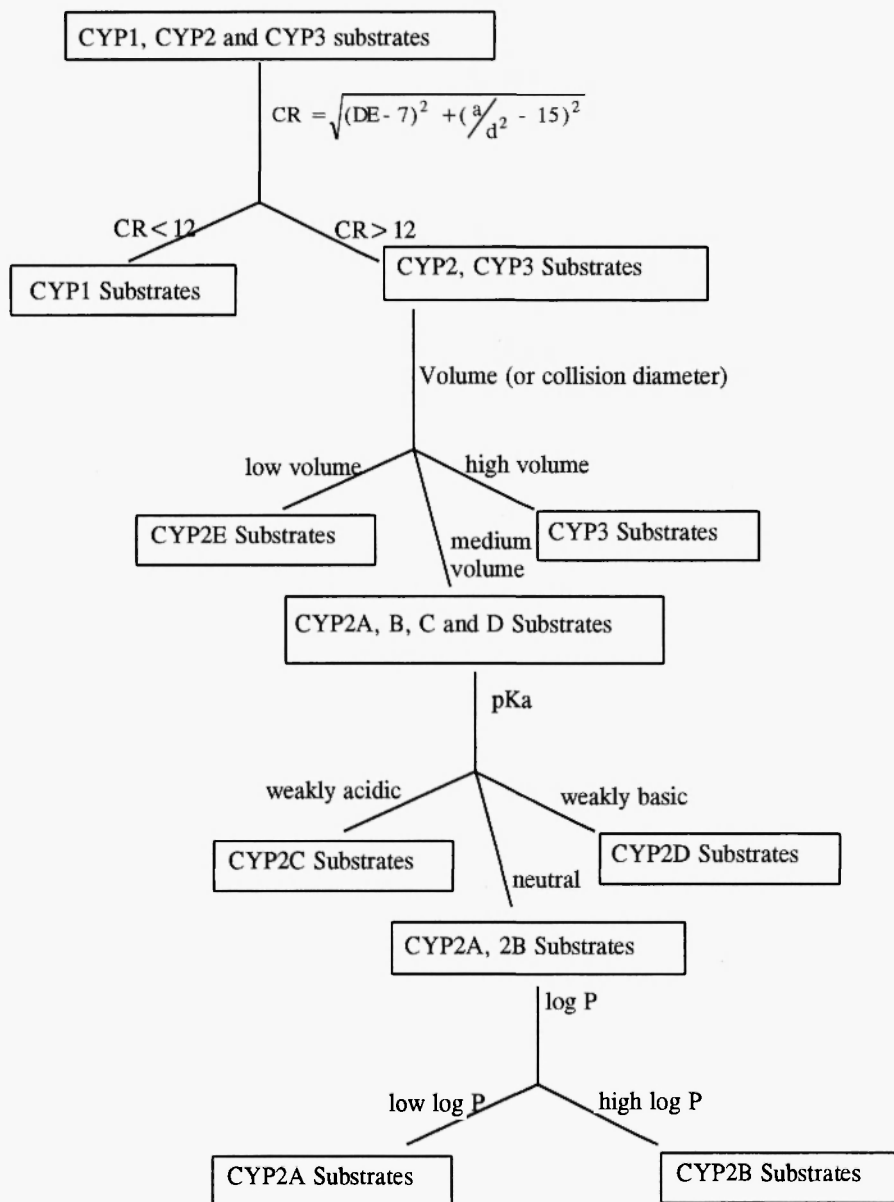 CYP1, CYP2 and CYP3 substrates
CR = √(DE - 7)² + (a/d² - 15)²
CR < 12
CR > 12
CYP1 Substrates
CYP2, CYP3 Substrates
Volume (or collision diameter)
low volume
high volume
CYP2E Substrates
medium
volume
CYP3 Substrates
CYP2A, B, C and D Substrates
pKa
weakly acidic
weakly basic
CYP2C Substrates
neutral
CYP2D Substrates
CYP2A, 2B Substrates
log P
low log P
high log P
CYP2A Substrates
CYP2B Substrates